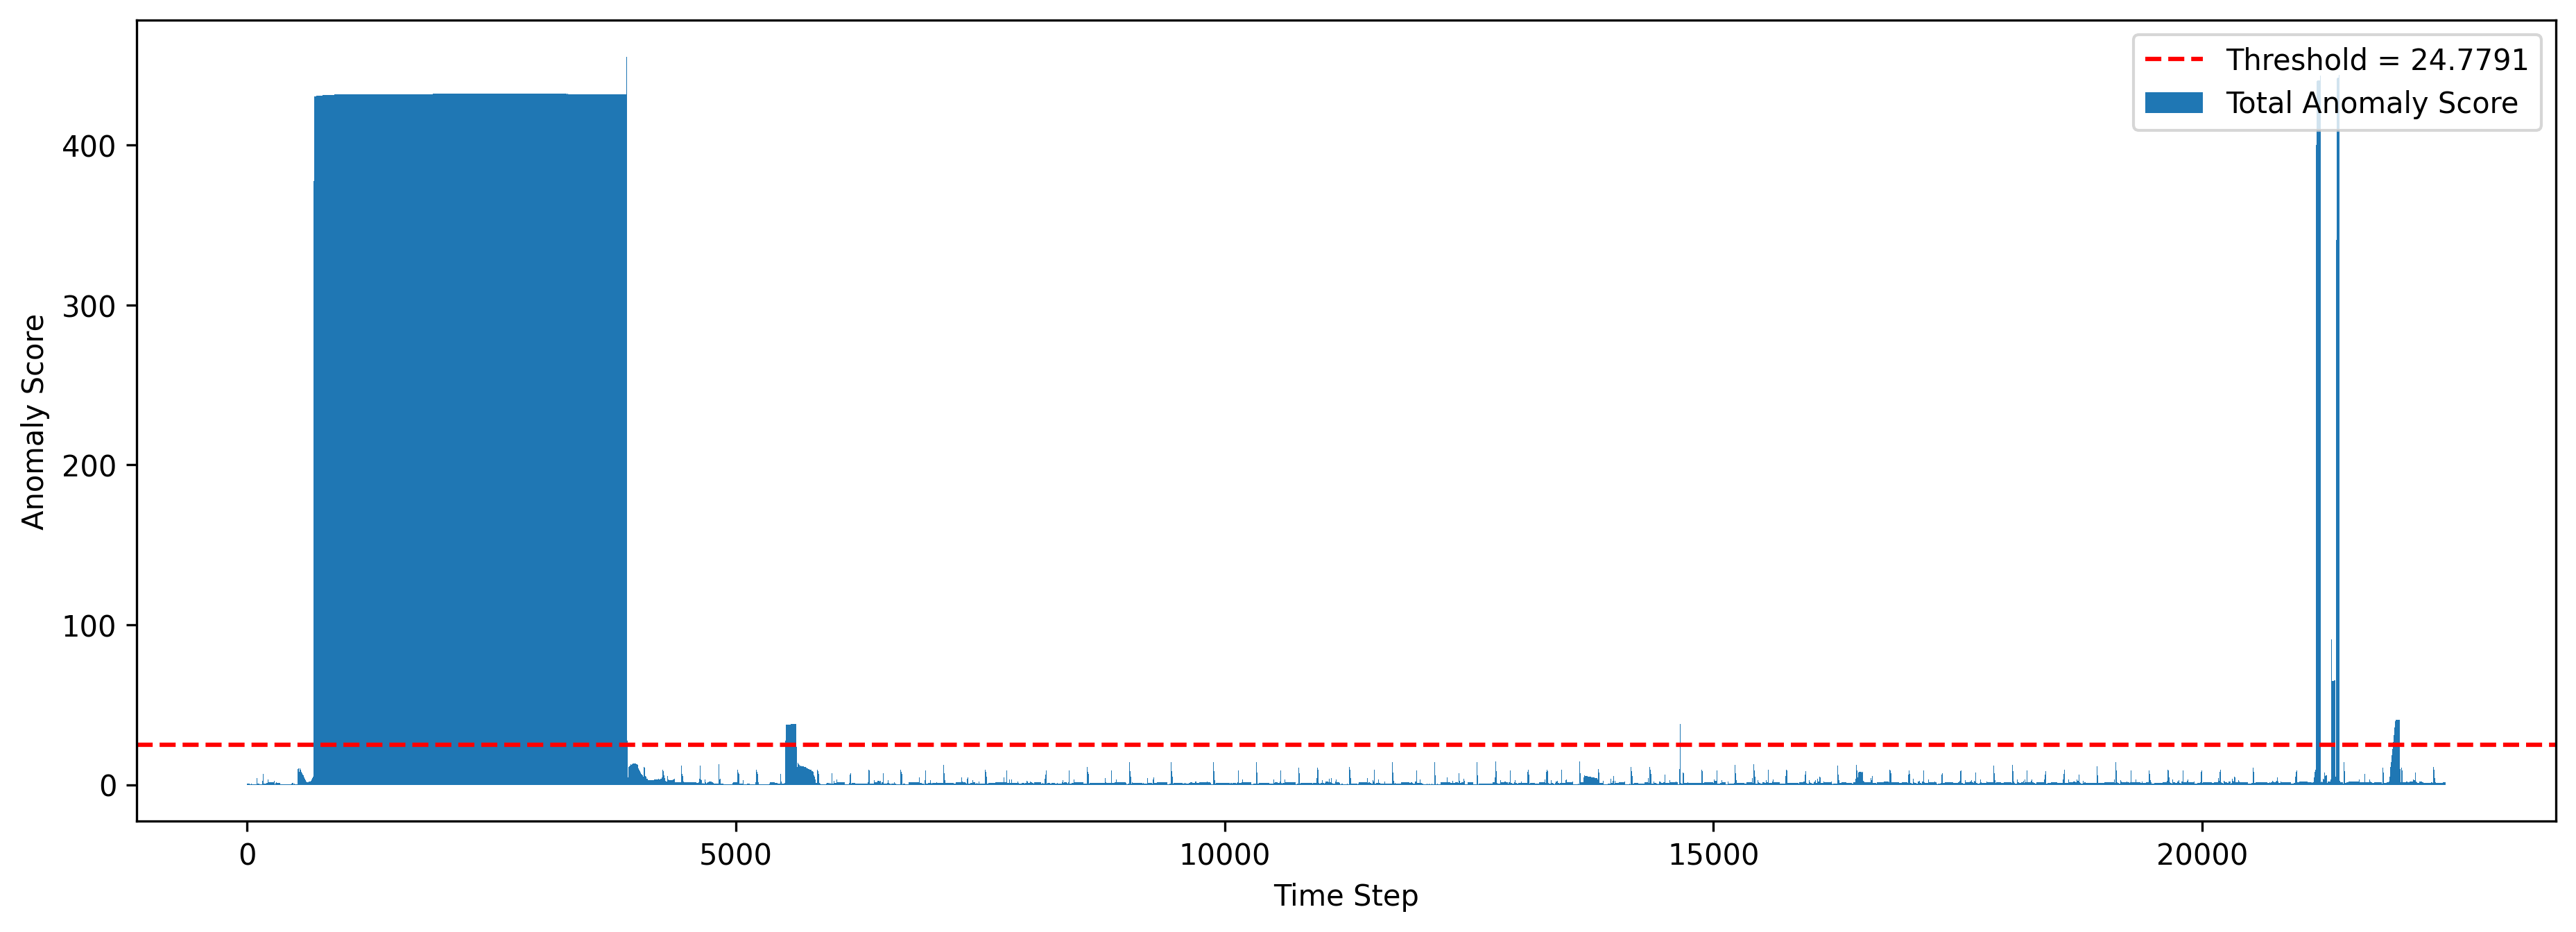 Threshold = 24.7791
Total Anomaly Score
Anomaly Score
400
300
200
100
0
0 5000 10000 15000 20000
Time Step